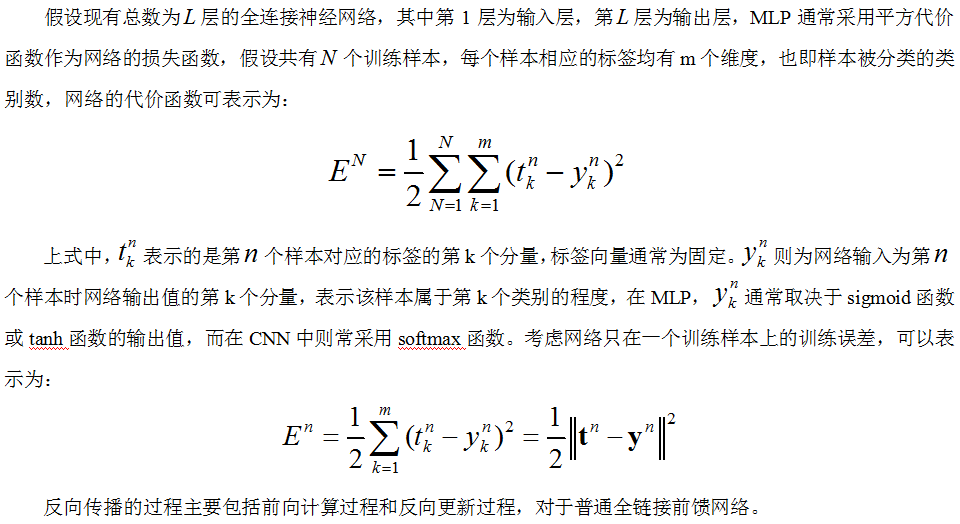 假设现有总数为 L 层的全连接神经网络，其中第 1 层为输入层，第 L 层为输出层，MLP 通常采用平方代价
函数作为网络的损失函数，假设共有 N 个训练样本，每个样本相应的标签均有 m 个维度，也即样本被分类的类
别数，网络的代价函数可表示为：
E^N = \frac{1}{2}\sum_{N=1}^{N}\sum_{k=1}^{m}(t_k^n - y_k^n)^2
上式中，t_k^n 表示的是第 n 个样本对应的标签的第 k 个分量，标签向量通常为固定。y_k^n 则为网络输入为第 n
个样本时网络输出值的第 k 个分量，表示该样本属于第 k 个类别的程度，在 MLP，y_k^n 通常取决于 sigmoid 函数
或 tanh 函数的输出值，而在 CNN 中则常采用 softmax 函数。考虑网络只在一个训练样本上的训练误差，可以表
示为：
E^n = \frac{1}{2}\sum_{k=1}^{m}(t_k^n - y_k^n)^2 = \frac{1}{2}\|\mathbf{t}^n - \mathbf{y}^n\|^2
反向传播的过程主要包括前向计算过程和反向更新过程，对于普通全链接前馈网络。